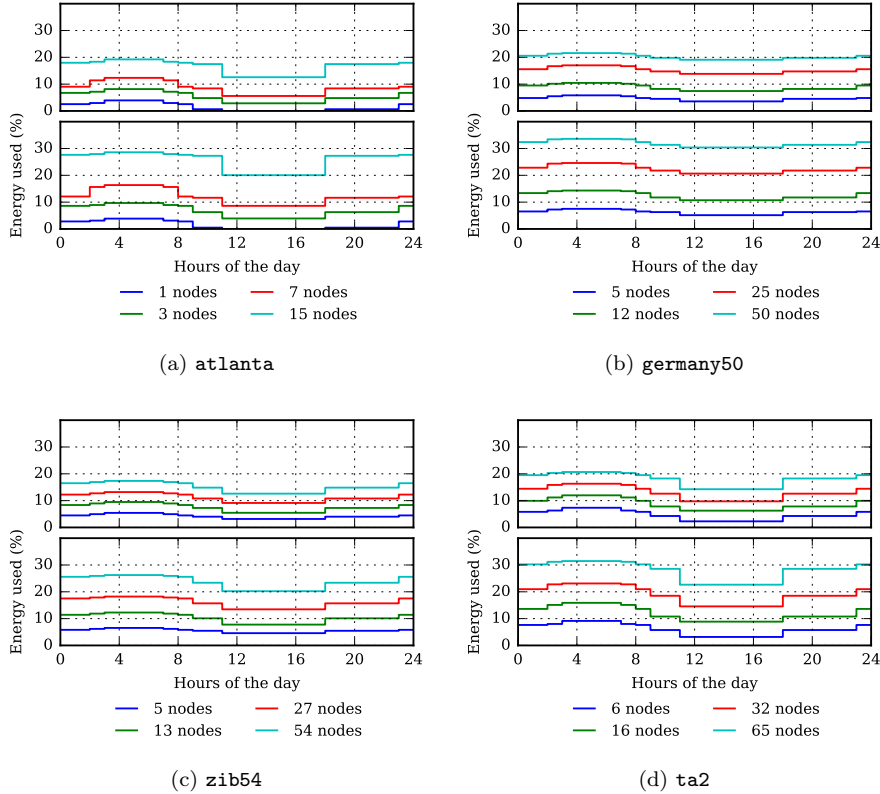 30
20
10
0
30
20
10
0
Energy used (%)
0 4 8 12 16 20 24
Hours of the day
1 nodes 7 nodes
3 nodes 15 nodes
(a) atlanta
30
20
10
0
30
20
10
0
Energy used (%)
0 4 8 12 16 20 24
Hours of the day
5 nodes 25 nodes
12 nodes 50 nodes
(b) germany50
30
20
10
0
30
20
10
0
Energy used (%)
0 4 8 12 16 20 24
Hours of the day
5 nodes 27 nodes
13 nodes 54 nodes
(c) zib54
30
20
10
0
30
20
10
0
Energy used (%)
0 4 8 12 16 20 24
Hours of the day
6 nodes 32 nodes
16 nodes 65 nodes
(d) ta2